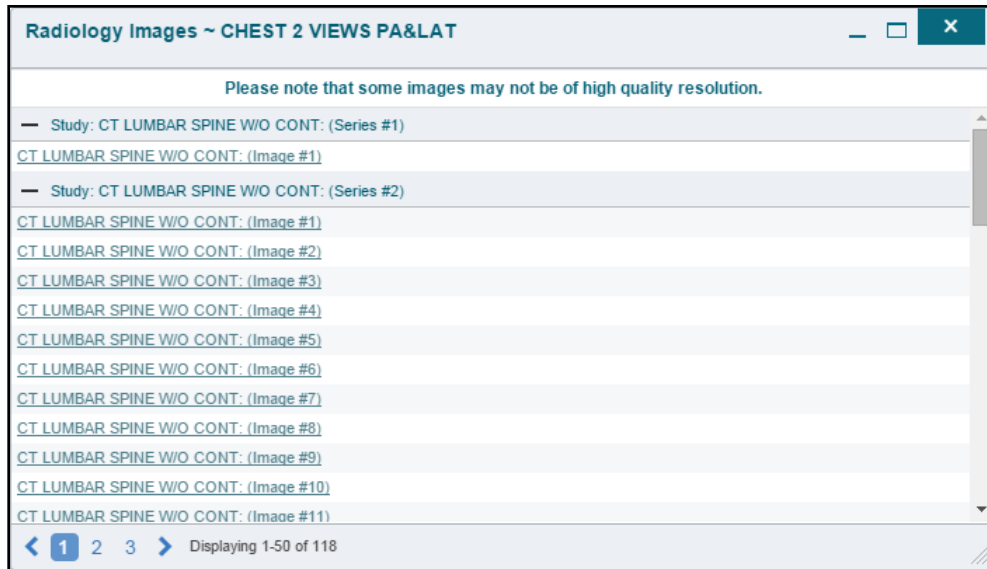 Radiology Images ~ CHEST 2 VIEWS PA&LAT
Please note that some images may not be of high quality resolution.
Study: CT LUMBAR SPINE W/O CONT: (Series #1)
CT LUMBAR SPINE W/O CONT: (Image #1)
Study: CT LUMBAR SPINE W/O CONT: (Series #2)
CT LUMBAR SPINE W/O CONT: (Image #1)
CT LUMBAR SPINE W/O CONT: (Image #2)
CT LUMBAR SPINE W/O CONT: (Image #3)
CT LUMBAR SPINE W/O CONT: (Image #4)
CT LUMBAR SPINE W/O CONT: (Image #5)
CT LUMBAR SPINE W/O CONT: (Image #6)
CT LUMBAR SPINE W/O CONT: (Image #7)
CT LUMBAR SPINE W/O CONT: (Image #8)
CT LUMBAR SPINE W/O CONT: (Image #9)
CT LUMBAR SPINE W/O CONT: (Image #10)
CT LUMBAR SPINE W/O CONT: (Image #11)
1 2 3 Displaying 1-50 of 118